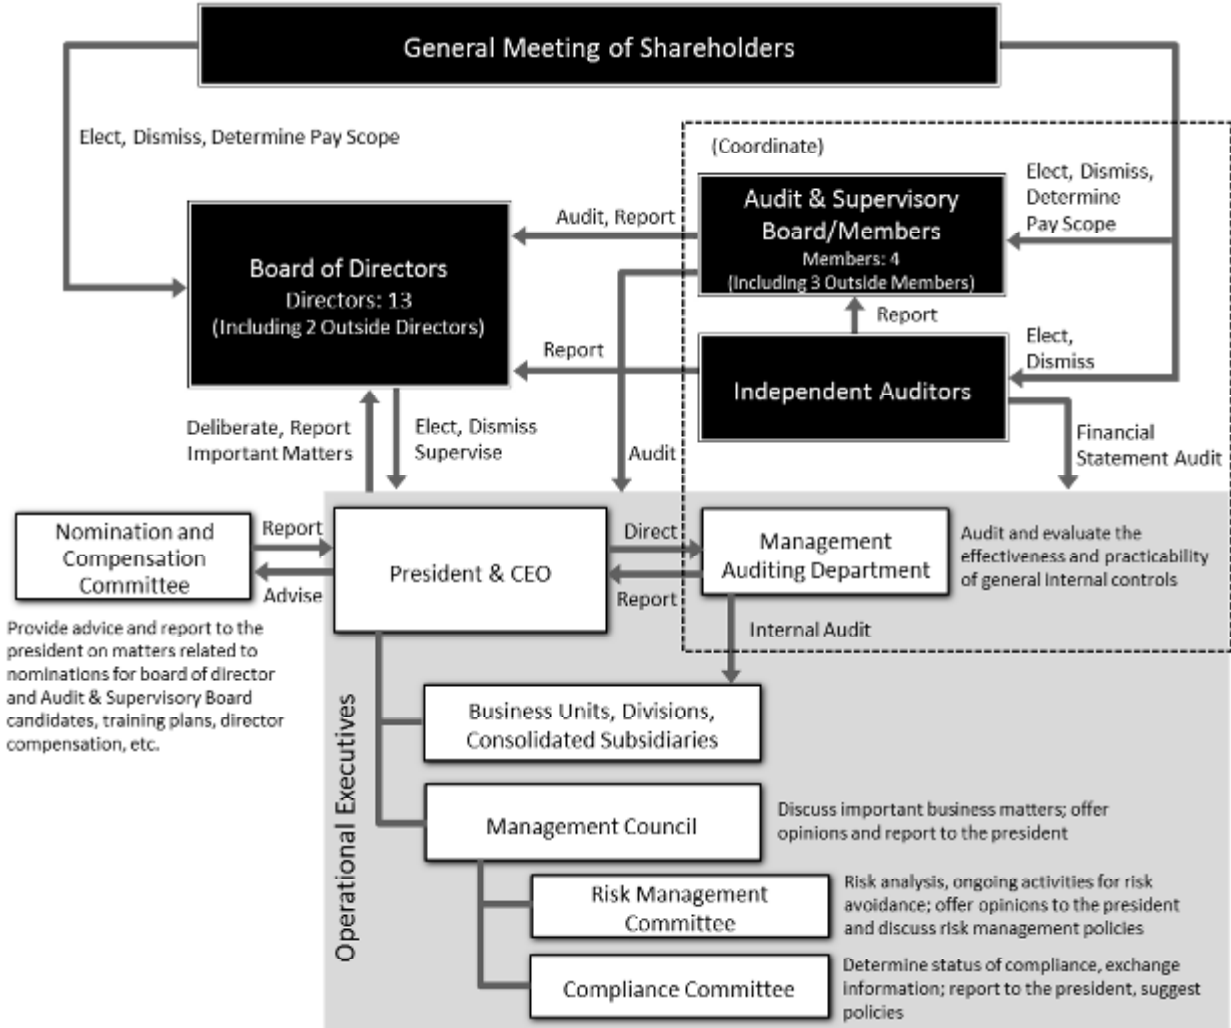 General Meeting of Shareholders
Elect, Dismiss, Determine Pay Scope
(Coordinate)
Elect, Dismiss,
Determine
Pay Scope
Audit & Supervisory
Board/Members
Members: 4
(Including 3 Outside Members)
Audit, Report
Board of Directors
Directors: 13
(Including 2 Outside Directors)
Report
Report
Elect,
Dismiss
Independent Auditors
Deliberate, Report
Important Matters
Elect, Dismiss
Supervise
Audit
Financial
Statement Audit
Nomination and
Compensation
Committee
Report
Advise
President & CEO
Direct
Report
Management
Auditing Department
Audit and evaluate the
effectiveness and practicability
of general internal controls
Provide advice and report to the
president on matters related to
nominations for board of director
and Audit & Supervisory Board
candidates, training plans, director
compensation, etc.
Internal Audit
Operational Executives
Business Units, Divisions,
Consolidated Subsidiaries
Management Council
Discuss important business matters; offer
opinions and report to the president
Risk Management
Committee
Risk analysis, ongoing activities for risk
avoidance; offer opinions to the president
and discuss risk management policies
Compliance Committee
Determine status of compliance, exchange
information; report to the president, suggest
policies